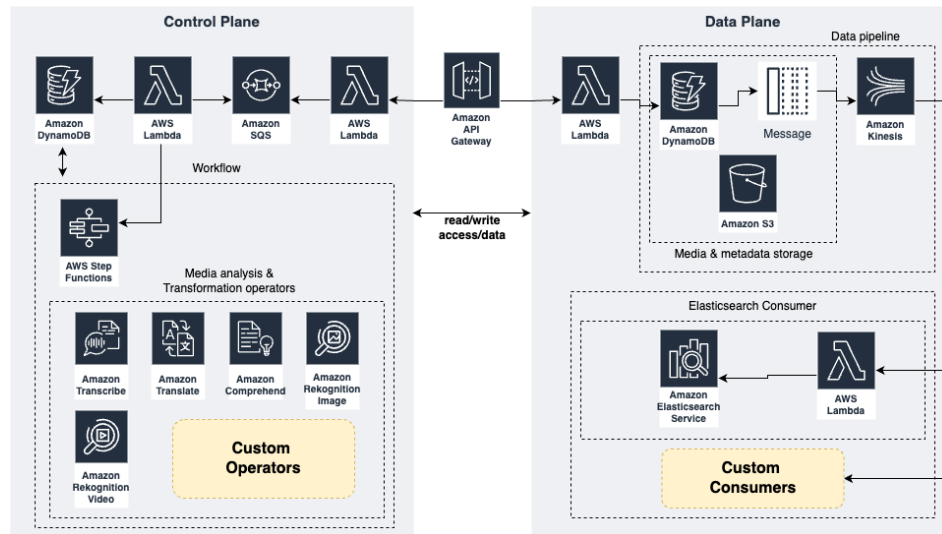 Control Plane
Data Plane
Data pipeline
Amazon
DynamoDB
AWS
Lambda
Amazon
SQS
AWS
Lambda
Amazon
API
Gateway
AWS
Lambda
Amazon
DynamoDB
Message
Amazon
Kinesis
Workflow
AWS Step
Functions
read/write
access/data
Amazon S3
Media & metadata storage
Media analysis &
Transformation operators
Amazon
Transcribe
Amazon
Translate
Amazon
Comprehend
Amazon
Rekognition
Image
Amazon
Rekognition
Video
Custom
Operators
Elasticsearch Consumer
Amazon
Elasticsearch
Service
AWS
Lambda
Custom
Consumers